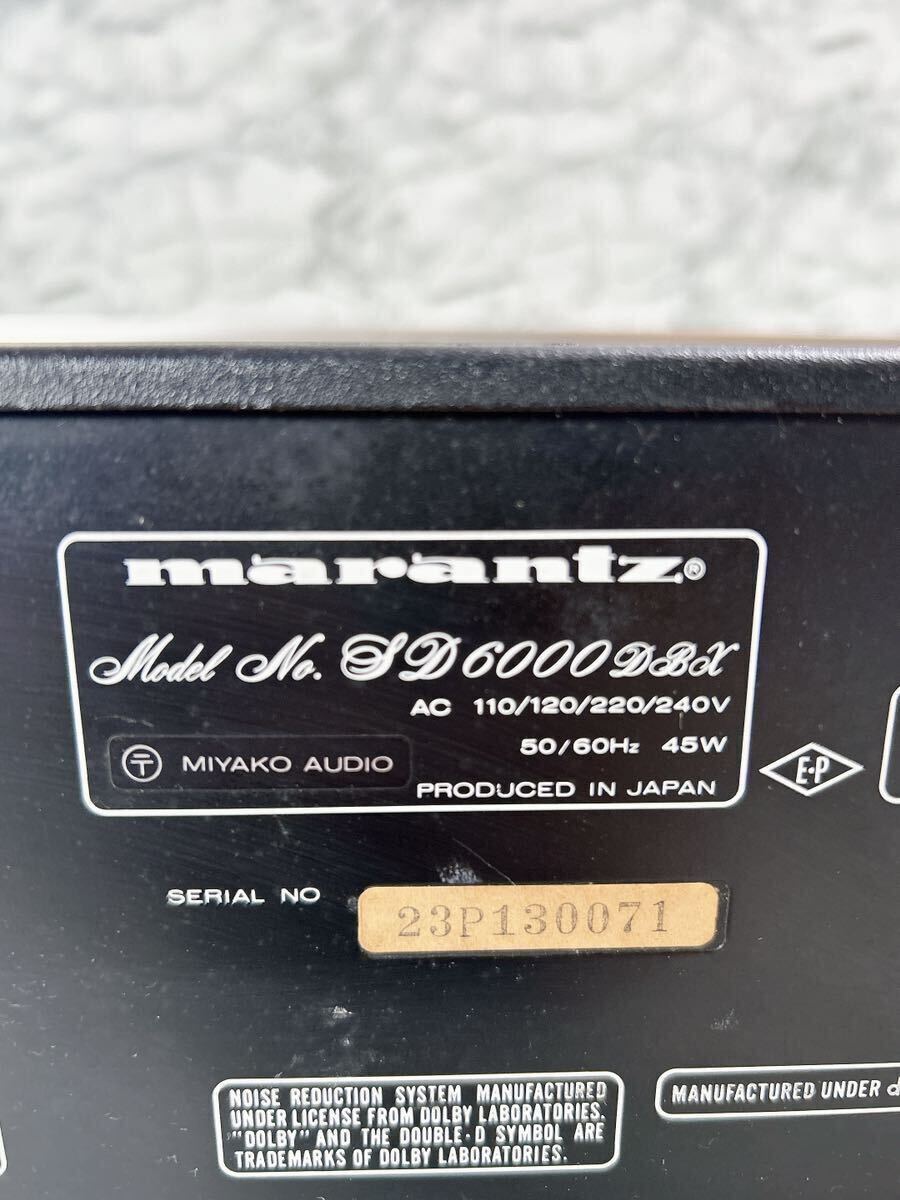 marantz®
Model No. SD6000DBX
AC 110/120/220/240V
50/60Hz 45W
〒 MIYAKO AUDIO
PRODUCED IN JAPAN
E·P
SERIAL NO 23P130071
NOISE REDUCTION SYSTEM MANUFACTURED
UNDER LICENSE FROM DOLBY LABORATORIES.
"DOLBY" AND THE DOUBLE-D SYMBOL ARE
TRADEMARKS OF DOLBY LABORATORIES.
MANUFACTURED UNDER